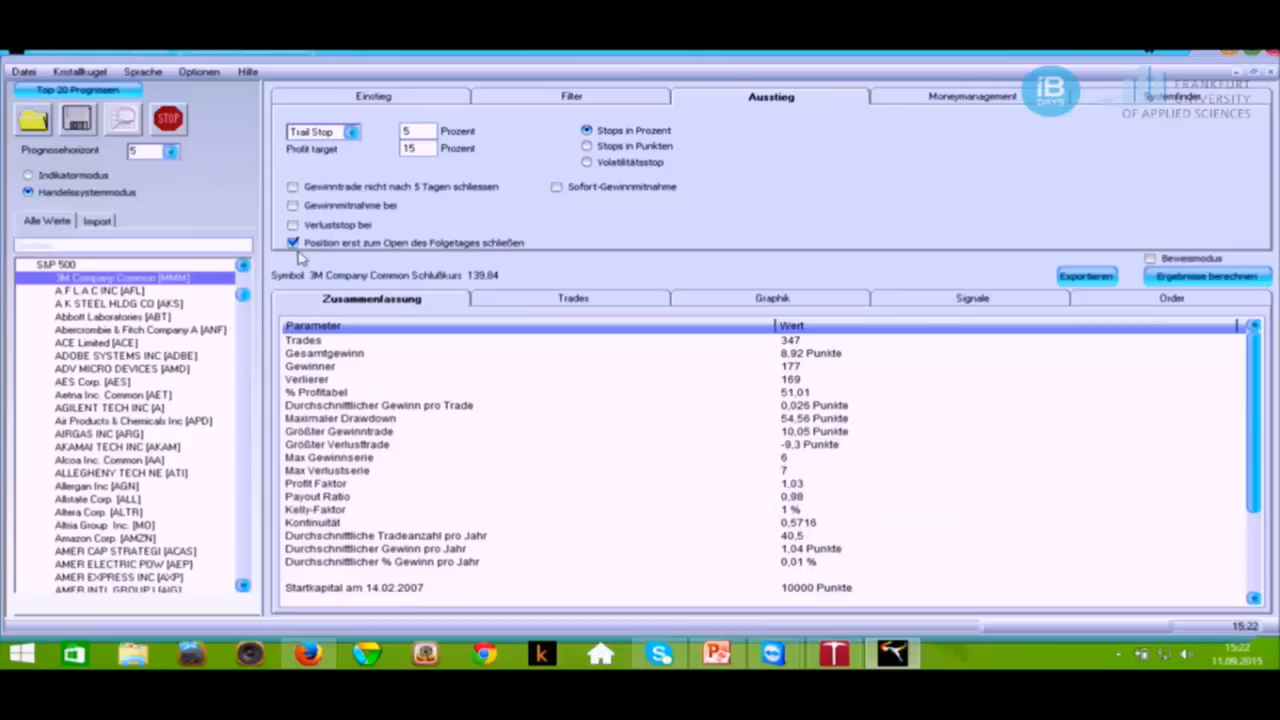 Datei Kristallkugel Sprache Optionen Hilfe
Top 20 Prognosen
iB
DAYS
FRANKFURT
UNIVERSITY
OF APPLIED SCIENCES
Einstieg Filter Ausstieg Moneymanagement Systemfinder
STOP
Prognosehorizont 5
Indikatormodus
Handelssystemmodus
Alle Werte Import
Trail Stop 5 Prozent
Profit target 15 Prozent
Stops in Prozent
Stops in Punkten
Volatilitätsstop
Gewinntrade nicht nach 5 Tagen schliessen
Sofort-Gewinnmitnahme
Gewinnmitnahme bei
Verluststop bei
Position erst zum Open des Folgetages schließen
Beweismodus
Symbol 3M Company Common Schlußkurs 139,84
Exportieren
Ergebnisse berechnen
S&P 500
3M Company Common [MMM]
A F L A C INC [AFL]
A K STEEL HLDG CO [AKS]
Abbott Laboratories [ABT]
Abercrombie & Fitch Company A [ANF]
ACE Limited [ACE]
ADOBE SYSTEMS INC [ADBE]
ADV MICRO DEVICES [AMD]
AES Corp. [AES]
Aetna Inc. Common [AET]
AGILENT TECH INC [A]
Air Products & Chemicals Inc [APD]
AIRGAS INC [ARG]
AKAMAI TECH INC [AKAM]
Alcoa Inc. Common [AA]
ALLEGHENY TECH NE [ATI]
Allergan Inc [AGN]
Allstate Corp. [ALL]
Altera Corp. [ALTR]
Altria Group Inc. [MO]
Amazon Corp. [AMZN]
AMER CAP STRATEGI [ACAS]
AMER ELECTRIC POW [AEP]
AMER EXPRESS INC [AXP]
AMER INTL GROUP I [AIG]
Zusammenfassung Trades Graphik Signale Order
Parameter Wert
Trades 347
Gesamtgewinn 8,92 Punkte
Gewinner 177
Verlierer 169
% Profitabel 51,01
Durchschnittlicher Gewinn pro Trade 0,026 Punkte
Maximaler Drawdown 54,56 Punkte
Größter Gewinntrade 10,05 Punkte
Größter Verlusttrade -9,3 Punkte
Max Gewinnserie 6
Max Verlustserie 7
Profit Faktor 1,03
Payout Ratio 0,98
Kelly-Faktor 1 %
Kontinuität 0,5716
Durchschnittliche Tradeanzahl pro Jahr 40,5
Durchschnittlicher Gewinn pro Jahr 1,04 Punkte
Durchschnittlicher % Gewinn pro Jahr 0,01 %
Startkapital am 14.02.2007 10000 Punkte
15:22
15:22
11.09.2015